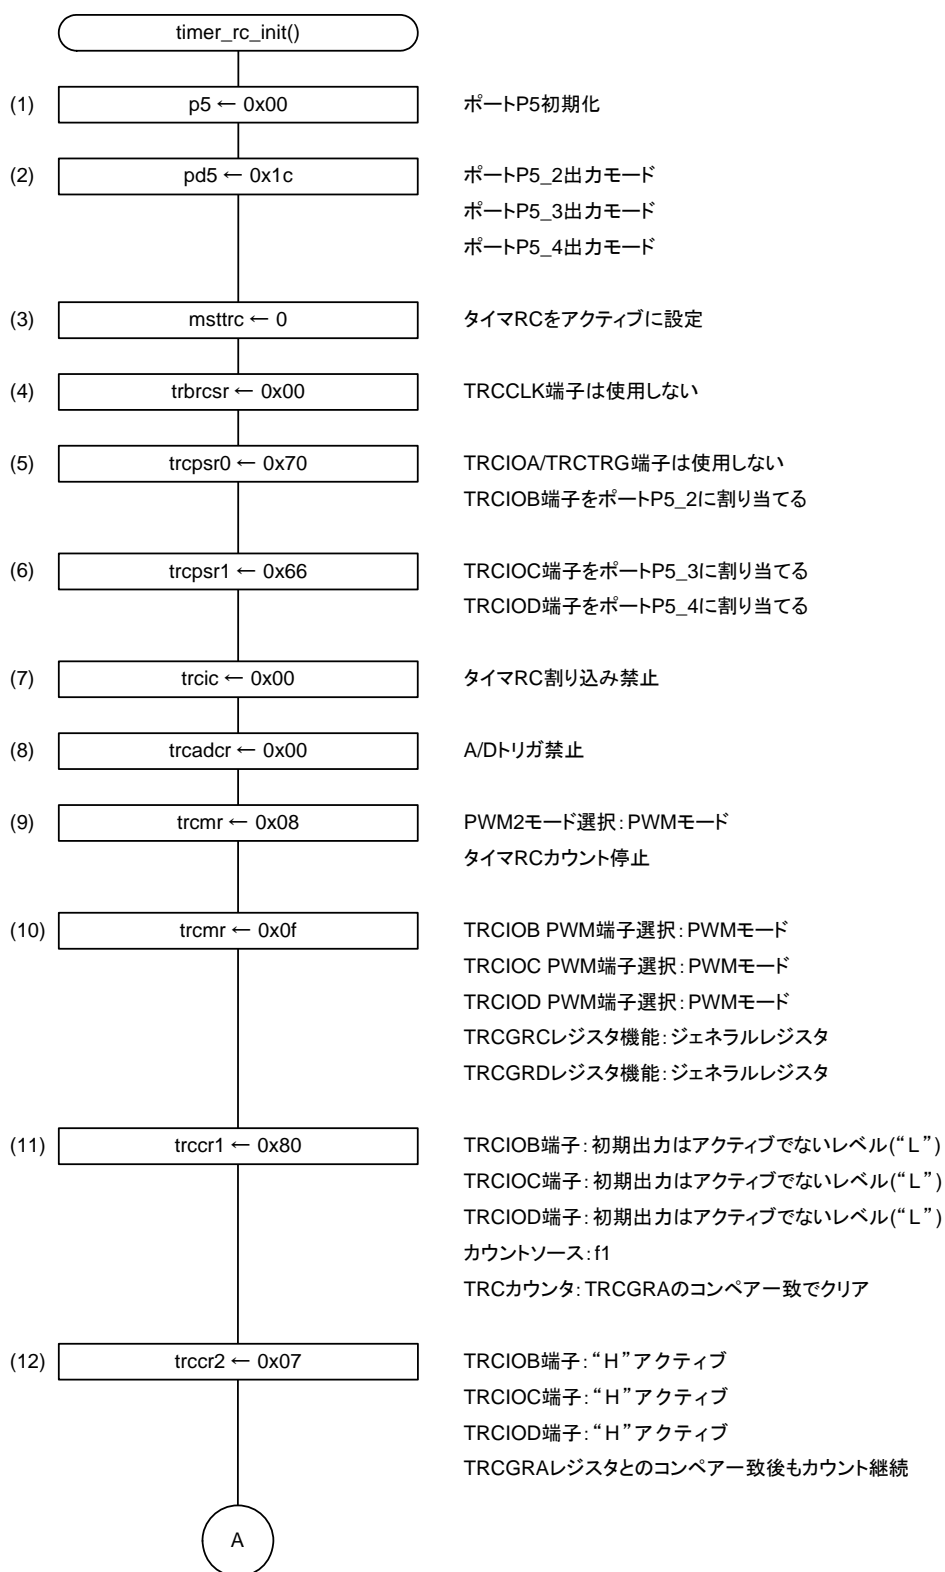 timer_rc_init()
(1) p5 ← 0x00 ポートP5初期化
(2) pd5 ← 0x1c ポートP5_2出力モード
ポートP5_3出力モード
ポートP5_4出力モード
(3) msttrc ← 0 タイマRCをアクティブに設定
(4) trbrcsr ← 0x00 TRCCLK端子は使用しない
(5) trcpsr0 ← 0x70 TRCIOA/TRCTRG端子は使用しない
TRCIOB端子をポートP5_2に割り当てる
(6) trcpsr1 ← 0x66 TRCIOC端子をポートP5_3に割り当てる
TRCIOD端子をポートP5_4に割り当てる
(7) trcic ← 0x00 タイマRC割り込み禁止
(8) trcadcr ← 0x00 A/Dトリガ禁止
(9) trcmr ← 0x08 PWM2モード選択：PWMモード
タイマRCカウント停止
(10) trcmr ← 0x0f TRCIOB PWM端子選択：PWMモード
TRCIOC PWM端子選択：PWMモード
TRCIOD PWM端子選択：PWMモード
TRCGRCレジスタ機能：ジェネラルレジスタ
TRCGRDレジスタ機能：ジェネラルレジスタ
(11) trccr1 ← 0x80 TRCIOB端子：初期出力はアクティブでないレベル(“L”)
TRCIOC端子：初期出力はアクティブでないレベル(“L”)
TRCIOD端子：初期出力はアクティブでないレベル(“L”)
カウントソース：f1
TRCカウンタ：TRCGRAのコンペア一致でクリア
(12) trccr2 ← 0x07 TRCIOB端子：“H”アクティブ
TRCIOC端子：“H”アクティブ
TRCIOD端子：“H”アクティブ
TRCGRAレジスタとのコンペア一致後もカウント継続
A